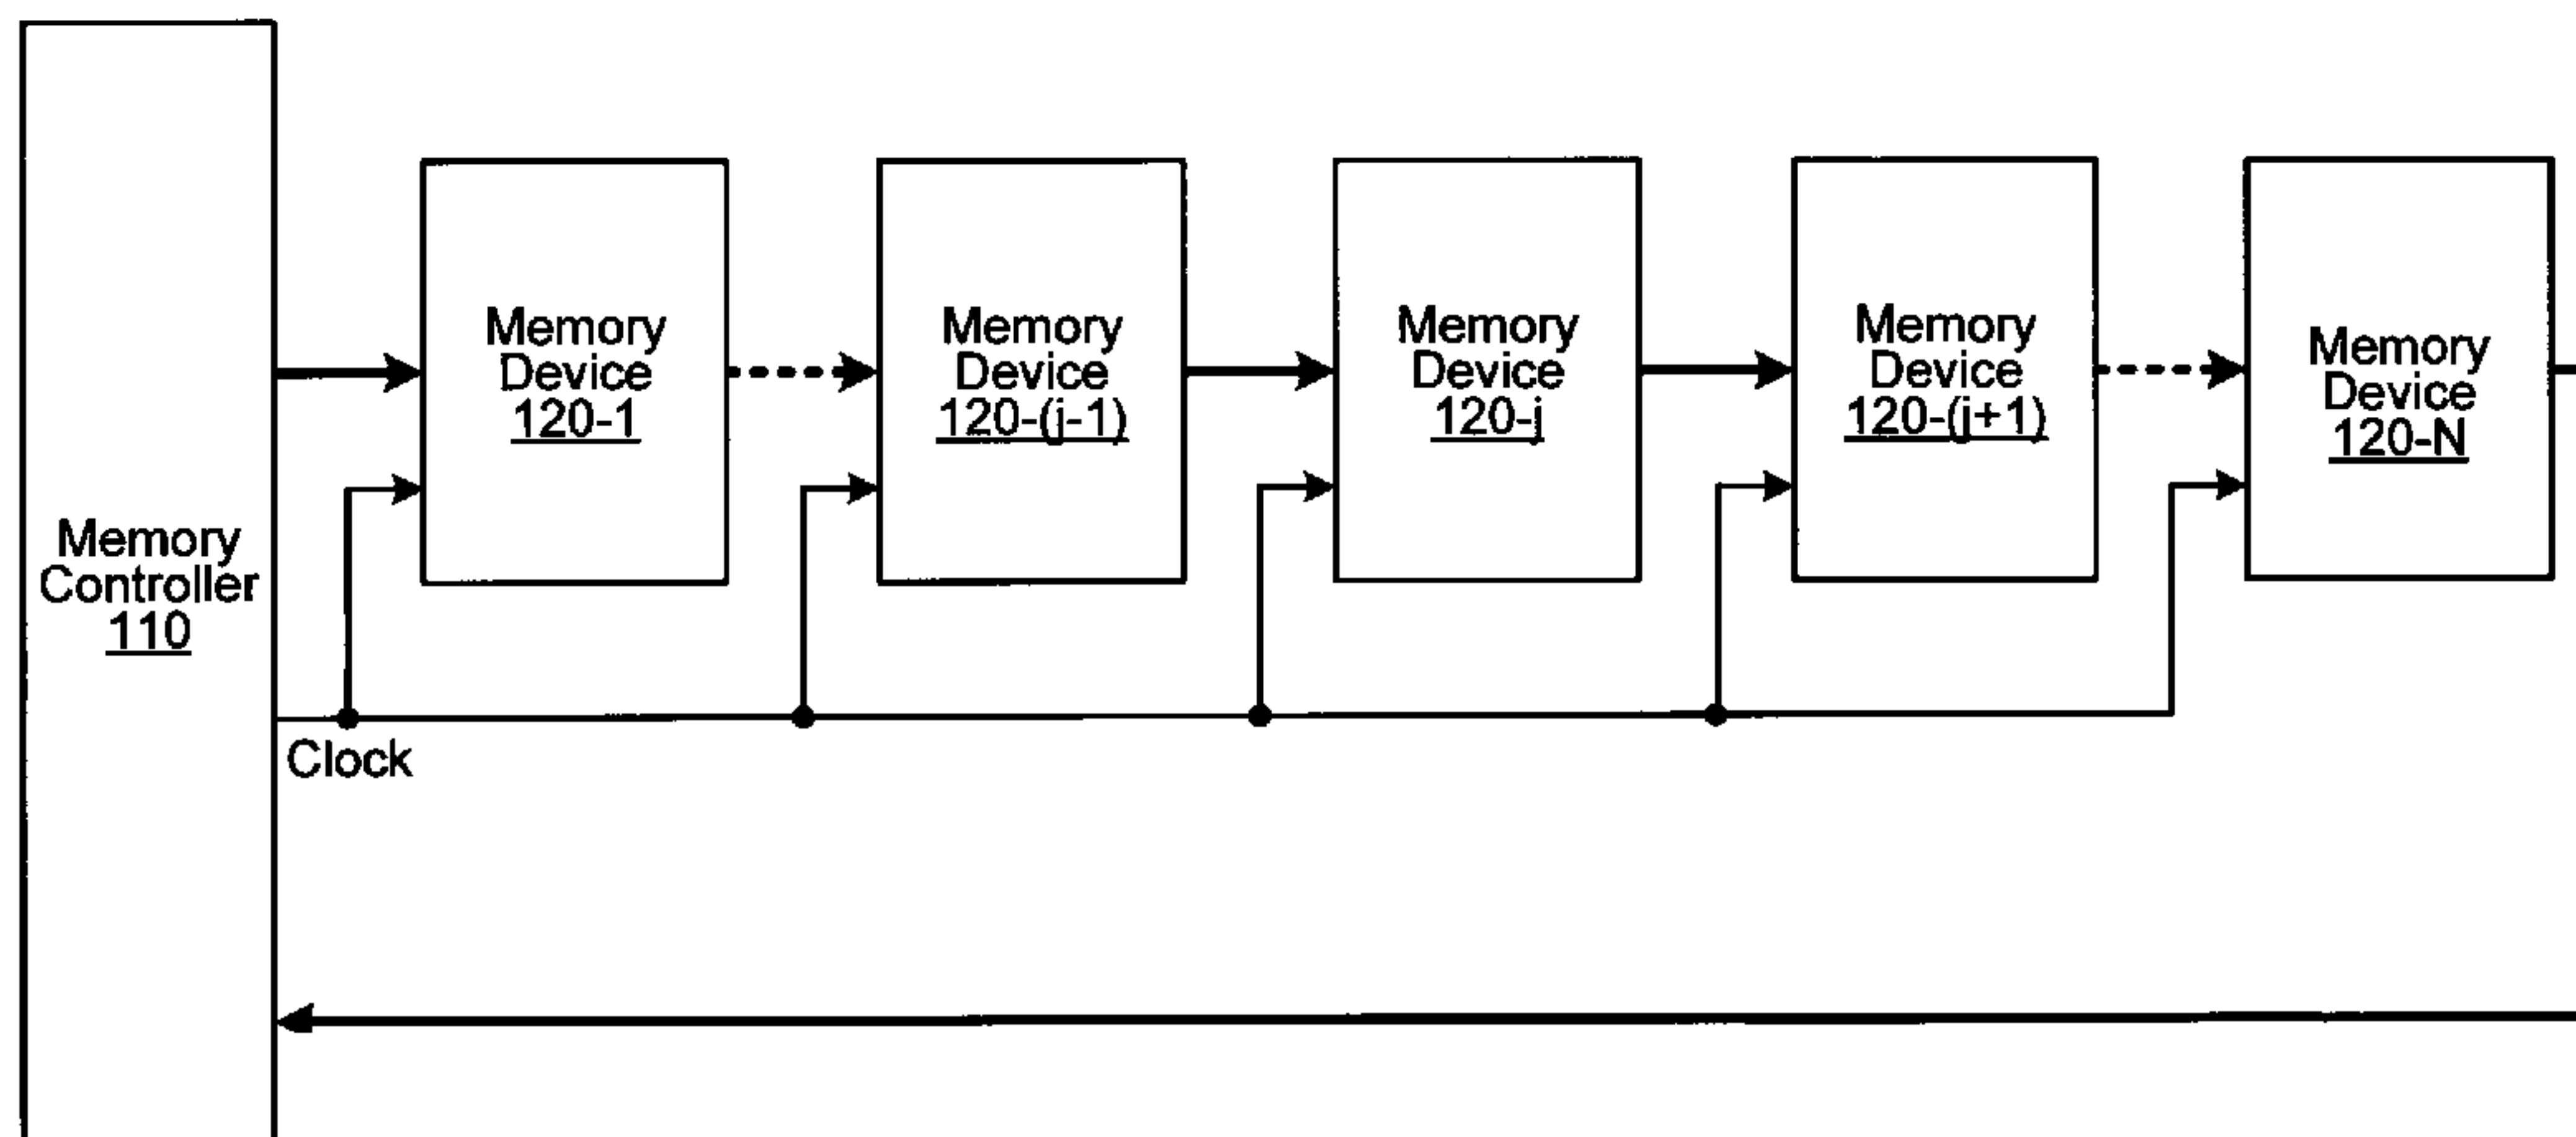 Memory
Controller
110
Memory
Device
120-1
Memory
Device
120-(j-1)
Memory
Device
120-j
Memory
Device
120-(j+1)
Memory
Device
120-N
Clock